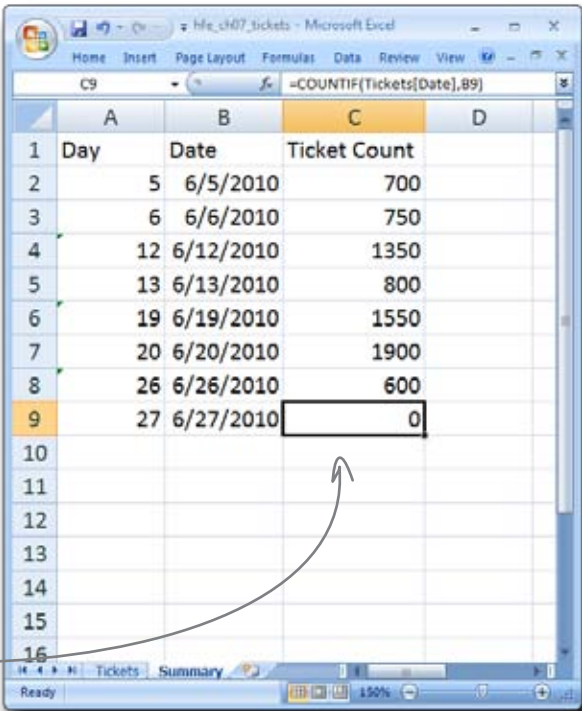 hfe_ch07_tickets - Microsoft Excel
Home Insert Page Layout Formulas Data Review View
C9 fx =COUNTIF(Tickets[Date],B9)
A B C D
1 Day Date Ticket Count
2 5 6/5/2010 700
3 6 6/6/2010 750
4 12 6/12/2010 1350
5 13 6/13/2010 800
6 19 6/19/2010 1550
7 20 6/20/2010 1900
8 26 6/26/2010 600
9 27 6/27/2010 0
10
11
12
13
14
15
16
Tickets Summary
Ready 150%